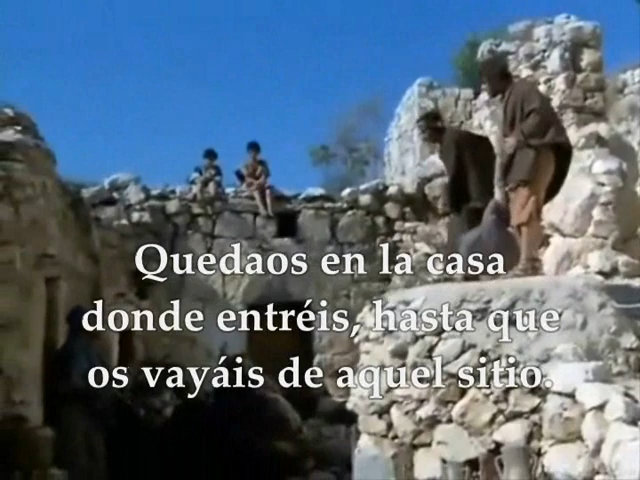 Quedaos en la casa
donde entréis, hasta que
os vayáis de aquel sitio.